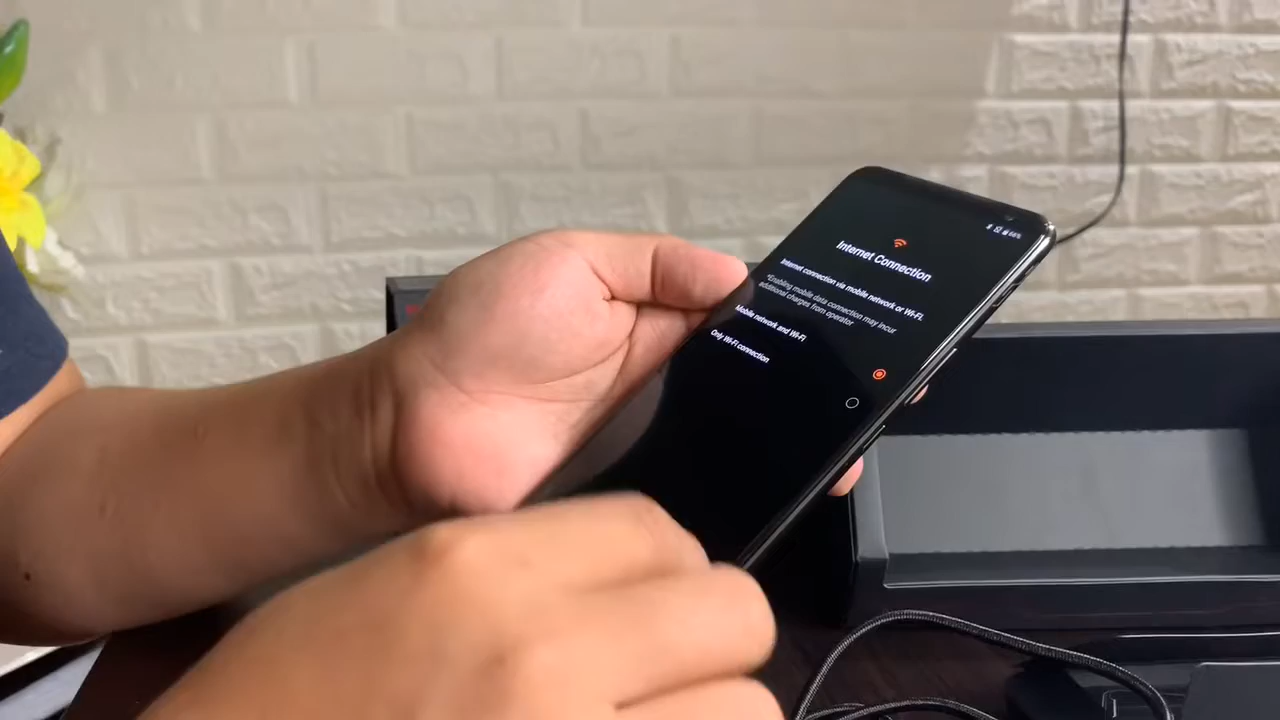 66%
Internet Connection
Internet connection via mobile network or Wi-Fi.
*Enabling mobile data connection may incur
additional charges from operator
Mobile network and Wi-Fi
Only Wi-Fi connection